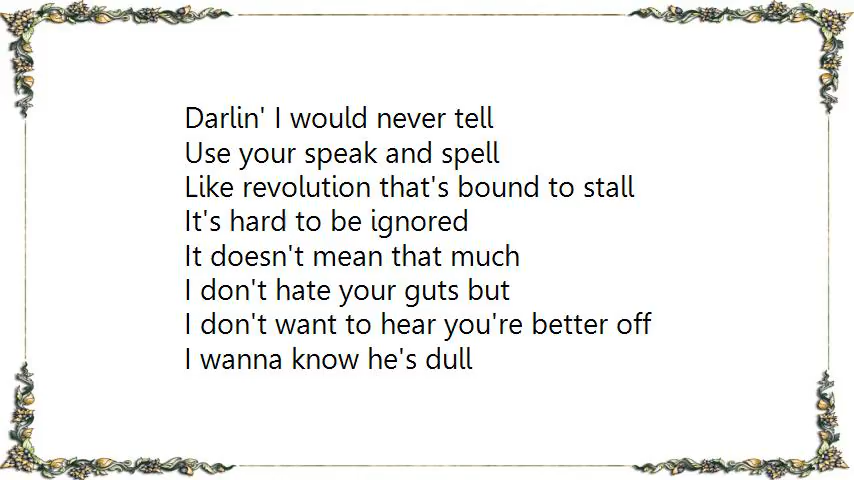 Darlin' I would never tell
Use your speak and spell
Like revolution that's bound to stall
It's hard to be ignored
It doesn't mean that much
I don't hate your guts but
I don't want to hear you're better off
I wanna know he's dull